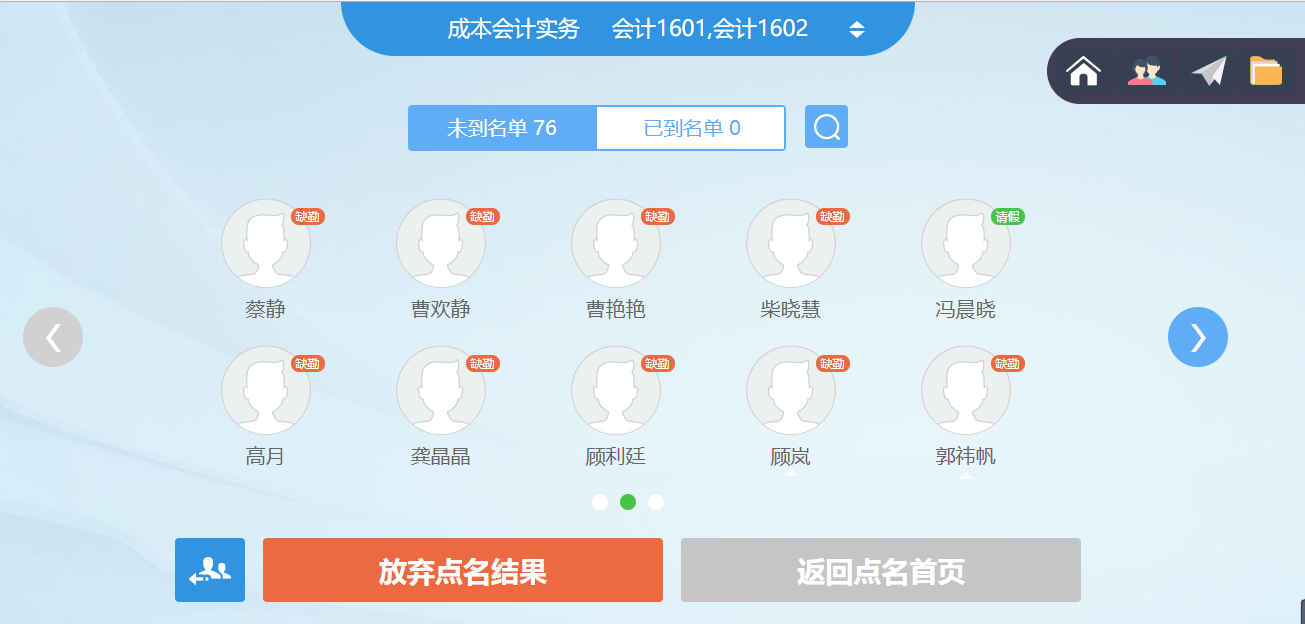 成本会计实务 会计1601,会计1602
未到名单 76 已到名单 0
缺勤 缺勤 缺勤 缺勤 请假
蔡静 曹欢静 曹艳艳 柴晓慧 冯晨晓
缺勤 缺勤 缺勤 缺勤 缺勤
高月 龚晶晶 顾利廷 顾岚 郭祎帆
放弃点名结果 返回点名首页